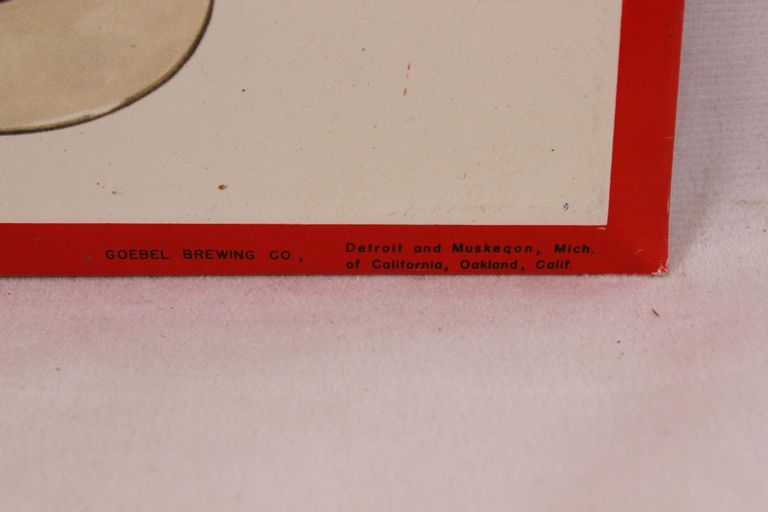 GOEBEL BREWING CO., Detroit and Muskegon, Mich.
of California, Oakland, Calif.